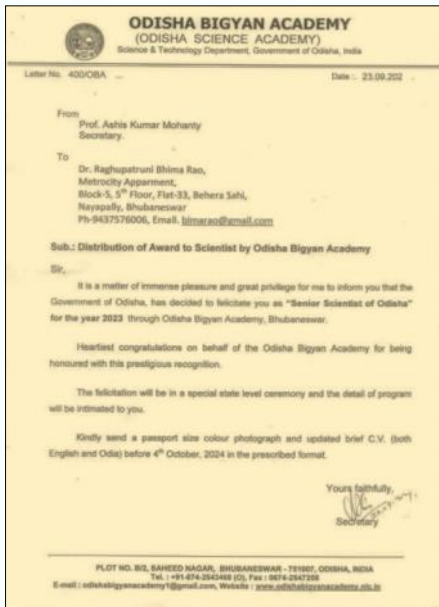 ODISHA BIGYAN ACADEMY
(ODISHA SCIENCE ACADEMY)
Science & Technology Department, Government of Odisha, India
Letter No. 400/OBA
Date : 23.09.202
From
Prof. Ashis Kumar Mohanty
Secretary.
To
Dr. Raghupatruni Bhima Rao,
Metrocity Apparment,
Block-5, 5th Floor, Flat-33, Behera Sahi,
Nayapally, Bhubaneswar
Ph-9437576006, Email. bimarao@gmail.com
Sub.: Distribution of Award to Scientist by Odisha Bigyan Academy
Sir,
It is a matter of immense pleasure and great privilege for me to inform you that the
Government of Odisha, has decided to felicitate you as "Senior Scientist of Odisha"
for the year 2023 through Odisha Bigyan Academy, Bhubaneswar.
Heartiest congratulations on behalf of the Odisha Bigyan Academy for being
honoured with this prestigious recognition.
The felicitation will be in a special state level ceremony and the detail of program
will be intimated to you.
Kindly send a passport size colour photograph and updated brief C.V. (both
English and Odia) before 4th October, 2024 in the prescribed format.
Yours faithfully,
Secretary
PLOT NO. B/2, SAHEED NAGAR, BHUBANESWAR - 751007, ODISHA, INDIA
Tel. : +91-674-2543468 (O), Fax : 0674-2547256
E-mail : odishabigyanacademy1@gmail.com, Website : www.odishabigyanacademy.nic.in